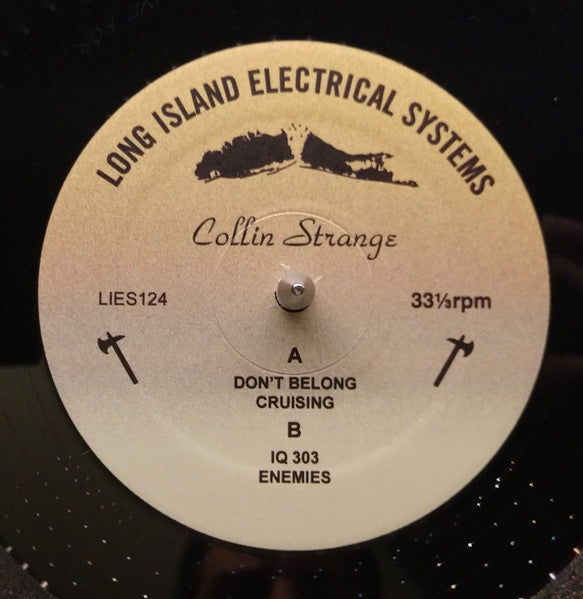 LONG ISLAND ELECTRICAL SYSTEMS
Collin Strange
LIES124
33⅓rpm
A
DON'T BELONG
CRUISING
B
IQ 303
ENEMIES